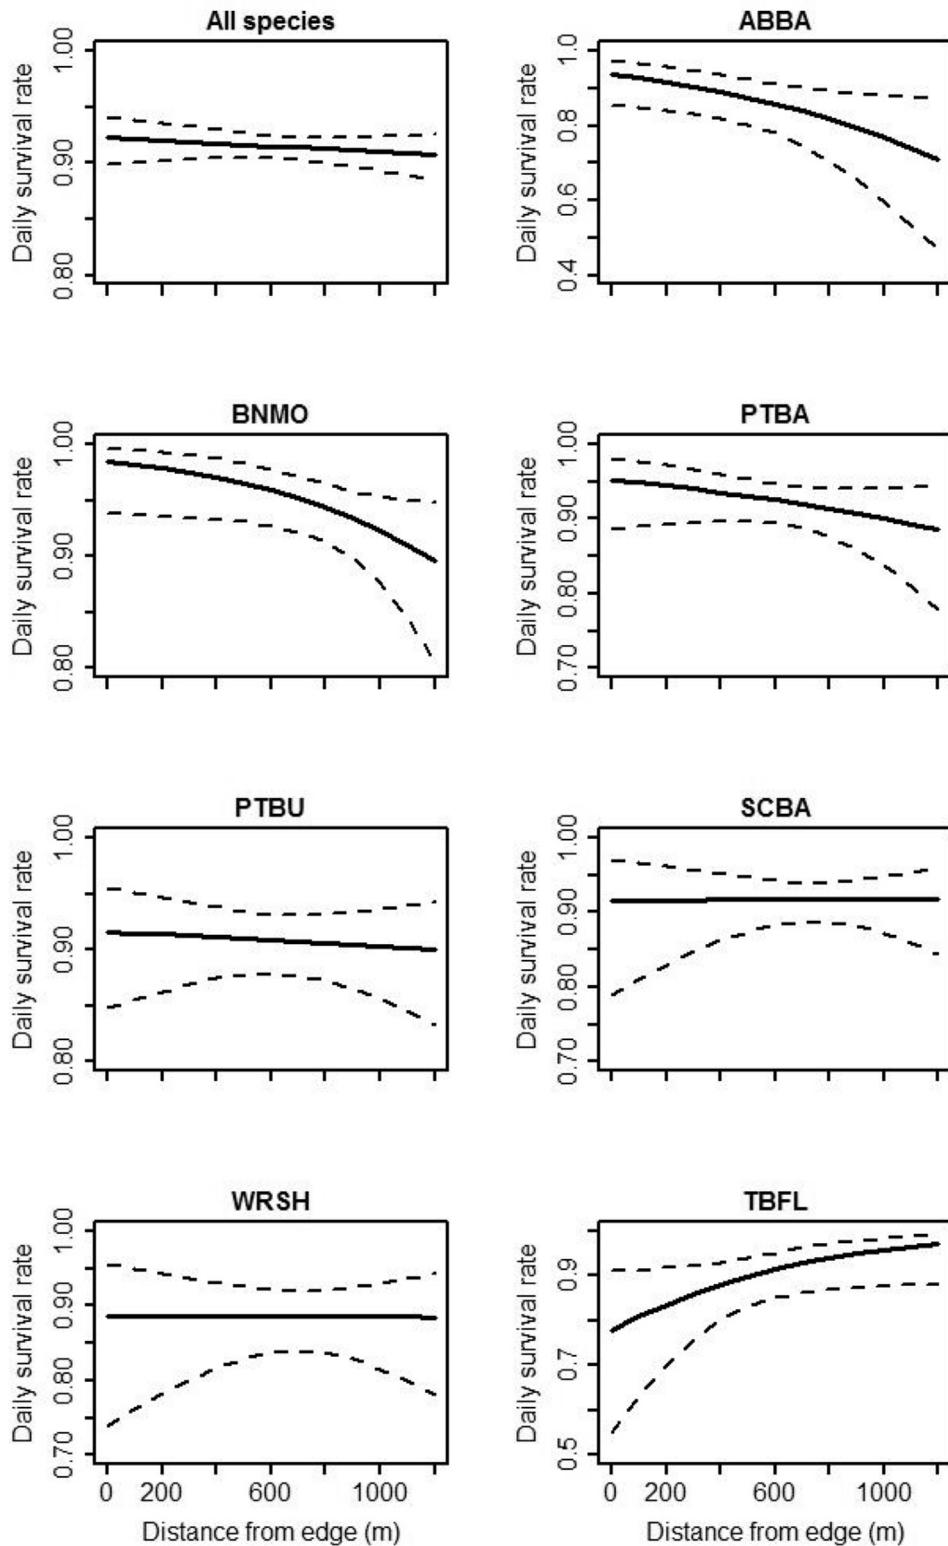 All species
Daily survival rate
1.00
0.90
0.80
ABBA
Daily survival rate
1.0
0.8
0.6
0.4
BNMO
Daily survival rate
1.00
0.90
0.80
PTBA
Daily survival rate
1.00
0.90
0.80
0.70
PTBU
Daily survival rate
1.00
0.90
0.80
SCBA
Daily survival rate
1.00
0.90
0.80
0.70
WRSH
Daily survival rate
1.00
0.90
0.80
0.70
0 200 600 1000
Distance from edge (m)
TBFL
Daily survival rate
0.9
0.7
0.5
0 200 600 1000
Distance from edge (m)